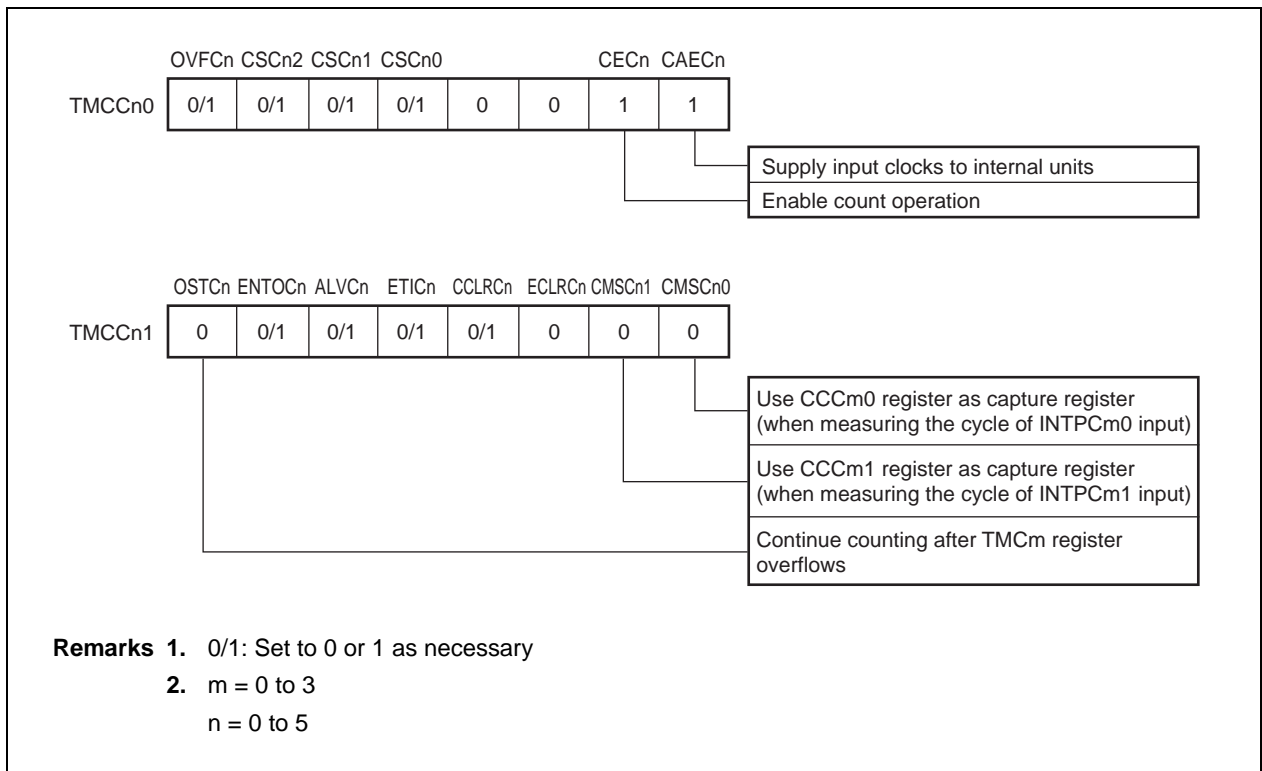 OVFCn CSCn2 CSCn1 CSCn0 CECn CAECn
TMCCn0 0/1 0/1 0/1 0/1 0 0 1 1
Supply input clocks to internal units
Enable count operation
OSTCn ENTOCn ALVCn ETICn CCLRCn ECLRCn CMSCn1 CMSCn0
TMCCn1 0 0/1 0/1 0/1 0/1 0 0 0
Use CCCm0 register as capture register
(when measuring the cycle of INTPCm0 input)
Use CCCm1 register as capture register
(when measuring the cycle of INTPCm1 input)
Continue counting after TMCm register
overflows
Remarks 1. 0/1: Set to 0 or 1 as necessary
2. m = 0 to 3
n = 0 to 5